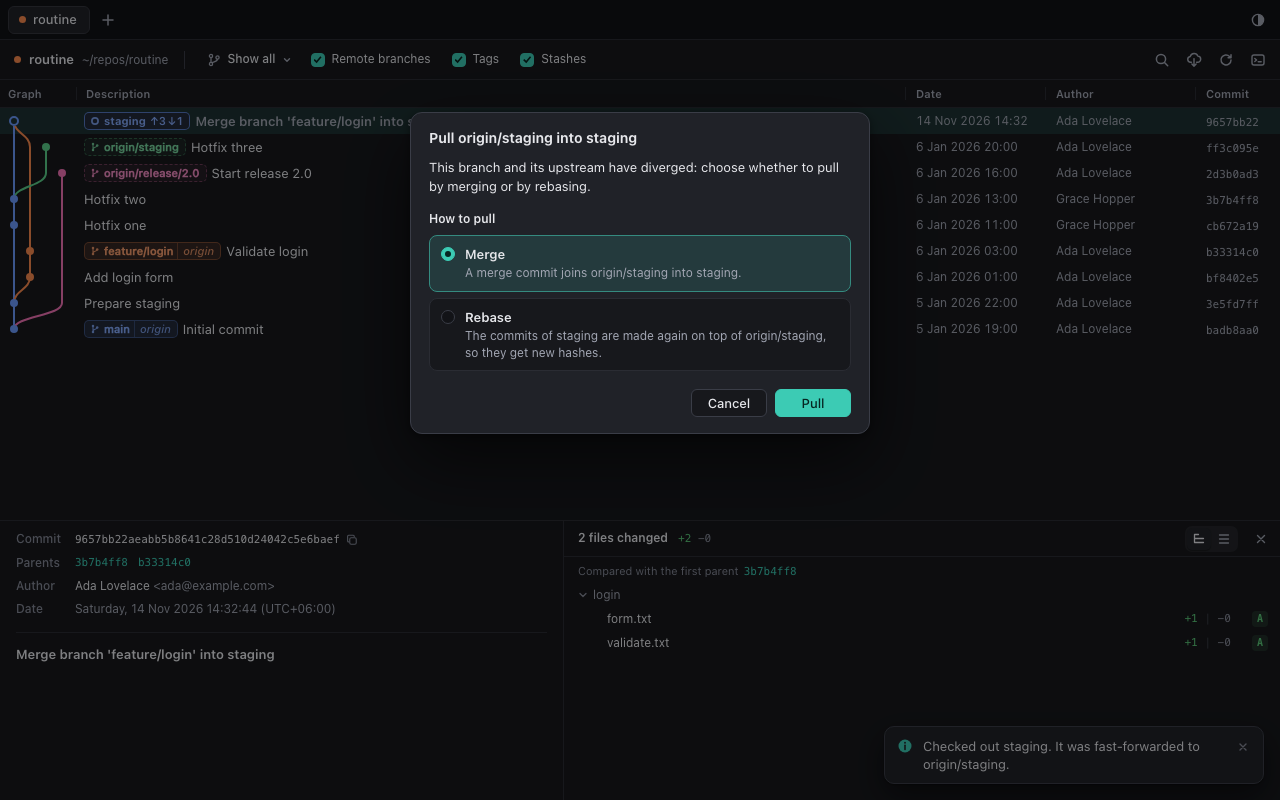 routine
routine ~/repos/routine Show all Remote branches Tags Stashes
Graph Description Date Author Commit
staging ↑3↓1 Merge branch 'feature/login' into s 14 Nov 2026 14:32 Ada Lovelace 9657bb22
origin/staging Hotfix three 6 Jan 2026 20:00 Ada Lovelace ff3c095e
origin/release/2.0 Start release 2.0 6 Jan 2026 16:00 Ada Lovelace 2d3b0ad3
Hotfix two 6 Jan 2026 13:00 Grace Hopper 3b7b4ff8
Hotfix one 6 Jan 2026 11:00 Grace Hopper cb672a19
feature/login origin Validate login 6 Jan 2026 03:00 Ada Lovelace b33314c0
Add login form 6 Jan 2026 01:00 Ada Lovelace bf8402e5
Prepare staging 5 Jan 2026 22:00 Ada Lovelace 3e5fd7ff
main origin Initial commit 5 Jan 2026 19:00 Ada Lovelace badb8aa0
Pull origin/staging into staging
This branch and its upstream have diverged: choose whether to pull
by merging or by rebasing.
How to pull
Merge
A merge commit joins origin/staging into staging.
Rebase
The commits of staging are made again on top of origin/staging,
so they get new hashes.
Cancel Pull
Commit 9657bb22aeabb5b8641c28d510d24042c5e6baef
Parents 3b7b4ff8 b33314c0
Author Ada Lovelace <ada@example.com>
Date Saturday, 14 Nov 2026 14:32:44 (UTC+06:00)
Merge branch 'feature/login' into staging
2 files changed +2 −0
Compared with the first parent 3b7b4ff8
login
form.txt +1 −0 A
validate.txt +1 −0 A
Checked out staging. It was fast-forwarded to
origin/staging.